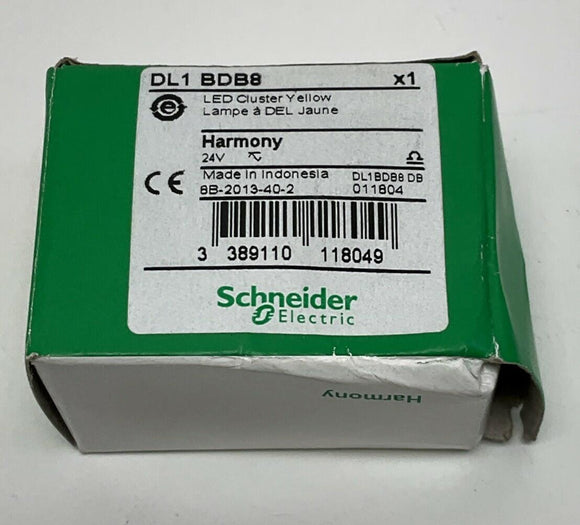 DL1 BDB8 x1
LED Cluster Yellow
Lampe à DEL Jaune
Harmony
24V
Made in Indonesia DL1BDB8 DB
8B-2013-40-2 011804
CE
3 389110 118049
Schneider
Electric
Harmony